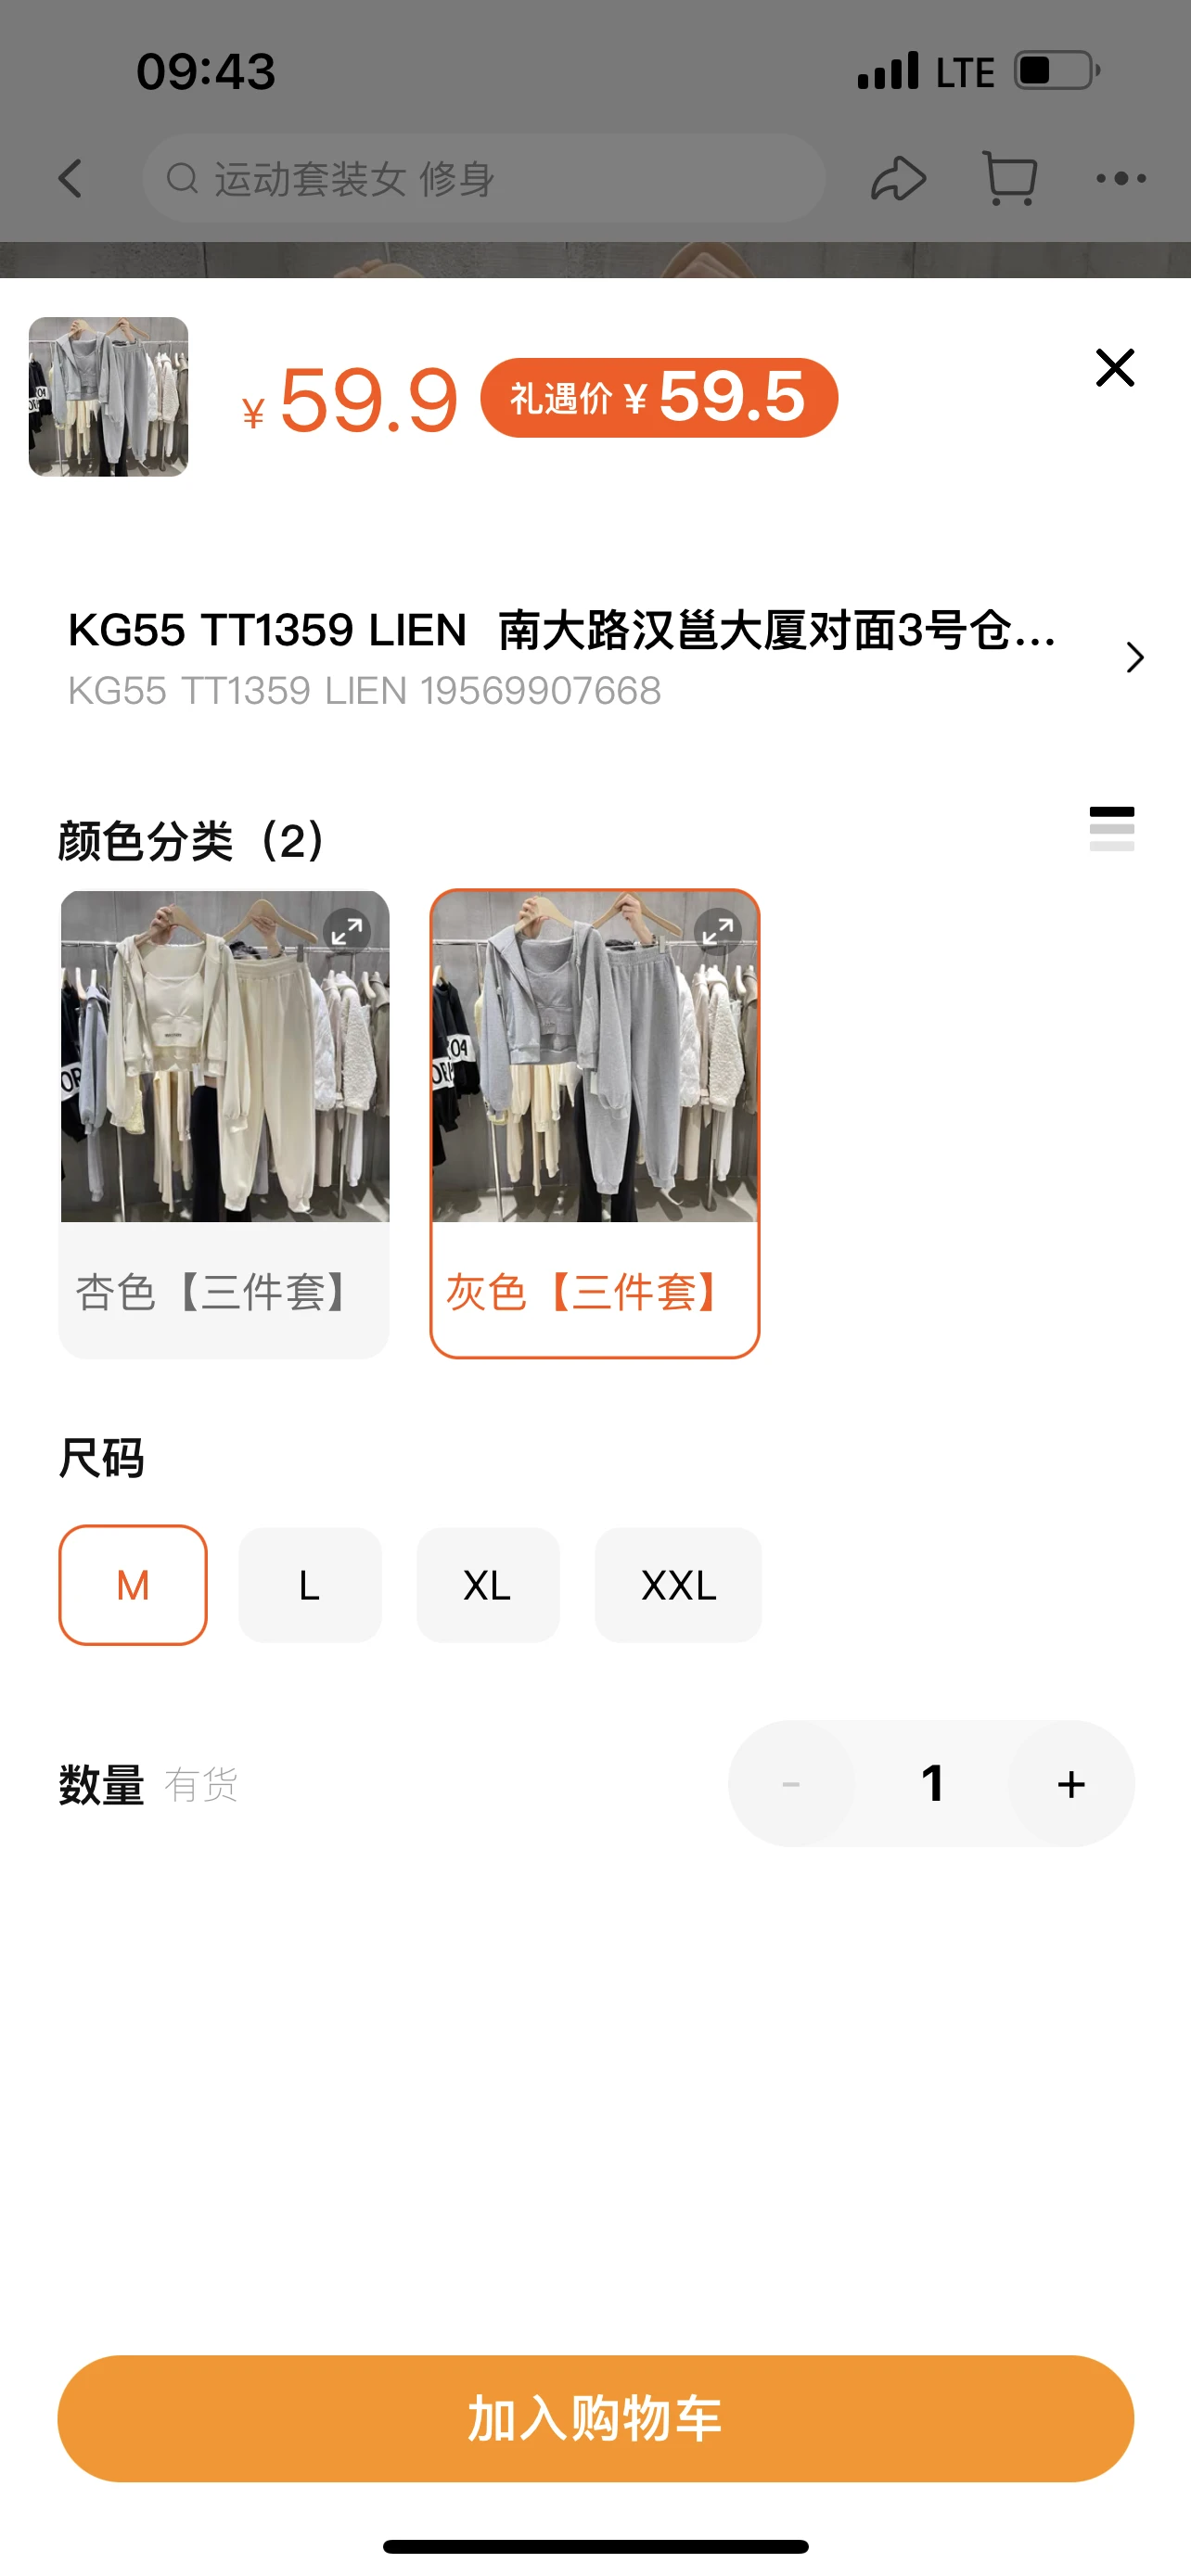 09:43
LTE
运动套装女 修身
¥59.9
礼遇价 ¥59.5
KG55 TT1359 LIEN 南大路汉邕大厦对面3号仓...
KG55 TT1359 LIEN 19569907668
颜色分类（2）
04
杏色【三件套】
灰色【三件套】
尺码
M
L
XL
XXL
数量 有货
- 1 +
加入购物车